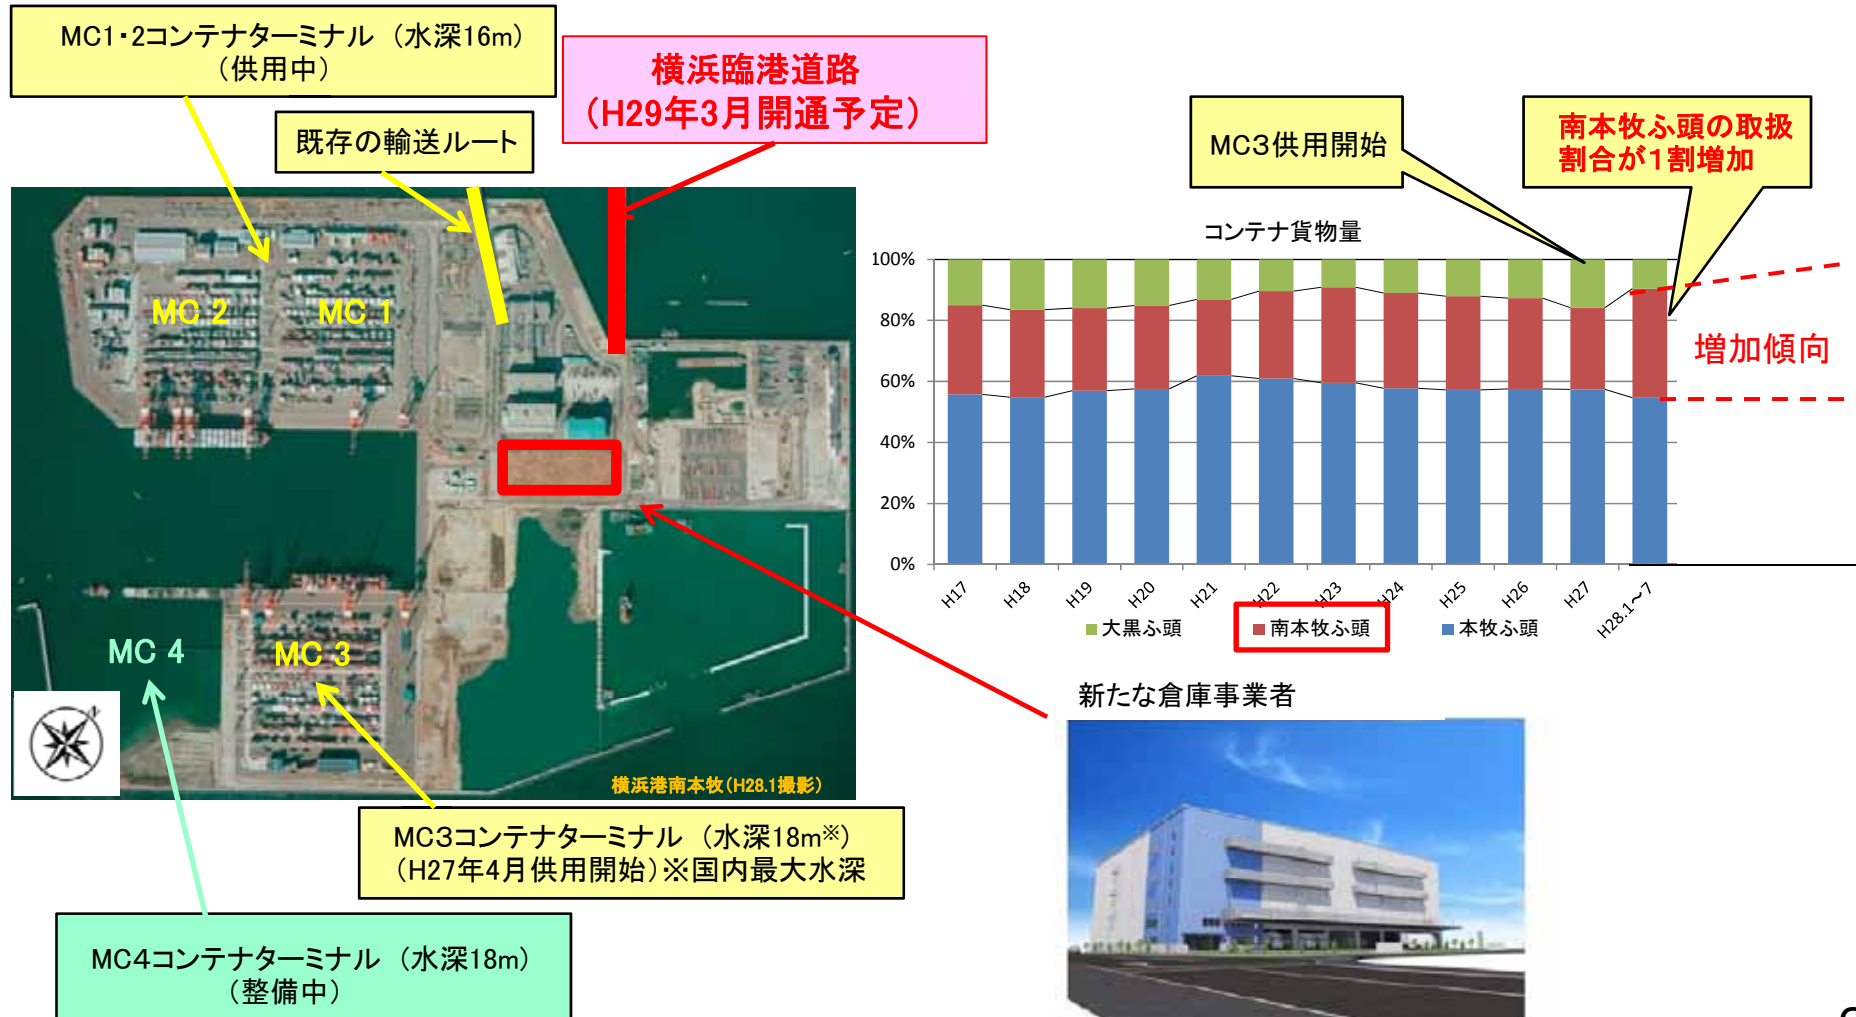 MC1・2コンテナターミナル （水深16m）
（供用中）
既存の輸送ルート
横浜臨港道路
（H29年3月開通予定）
MC 2
MC 1
MC 4
MC 3
横浜港南本牧（H28.1撮影）
MC3コンテナターミナル （水深18m※）
（H27年4月供用開始）※国内最大水深
MC4コンテナターミナル （水深18m）
（整備中）
MC3供用開始
南本牧ふ頭の取扱
割合が１割増加
コンテナ貨物量
100%
80%
60%
40%
20%
0%
H17
H18
H19
H20
H21
H22
H23
H24
H25
H26
H27
H28.1～7
増加傾向
大黒ふ頭
南本牧ふ頭
本牧ふ頭
新たな倉庫事業者